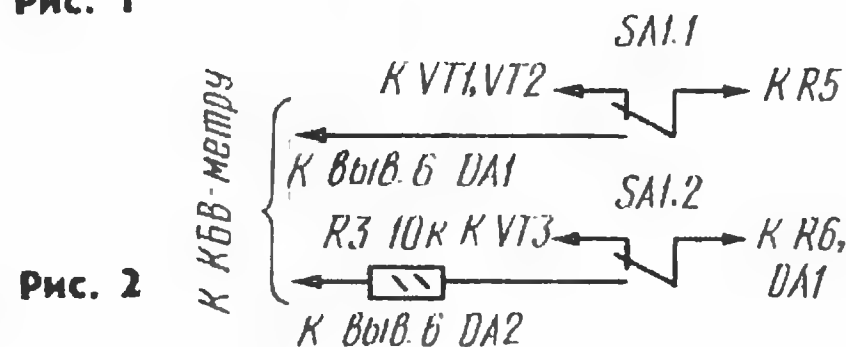 Рис. 1
SA1.1
К VT1,VT2
К R5
К КБВ-метру
К Выв. 6 DA1
SA1.2
R3 10к
К VT3
К R6,
DA1
Рис. 2
К Выв. 6 DA2